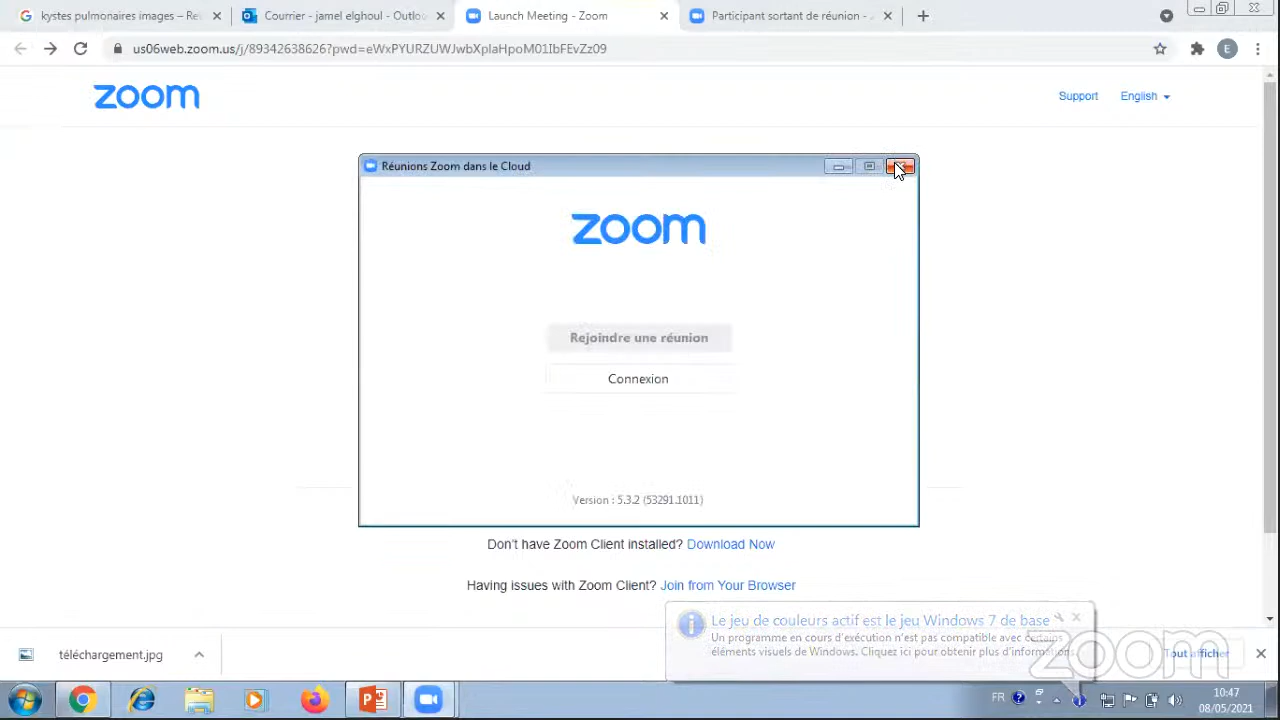 kystes pulmonaires images – Re
Courrier - jamel elghoul - Outlo
Launch Meeting - Zoom
Participant sortant de réunion -
us06web.zoom.us/j/89342638626?pwd=eWxPYURZUWJwbXplaHpoM01IbFEvZz09
E
zoom
Support
English
Réunions Zoom dans le Cloud
zoom
Rejoindre une réunion
Connexion
Version : 5.3.2 (53291.1011)
Don't have Zoom Client installed? Download Now
Having issues with Zoom Client? Join from Your Browser
Le jeu de couleurs actif est le jeu Windows 7 de base
Un programme en cours d'exécution n'est pas compatible avec certains
éléments visuels de Windows. Cliquez ici pour obtenir plus d'informations.
téléchargement.jpg
Tout afficher
zoom
FR
10:47
08/05/2021